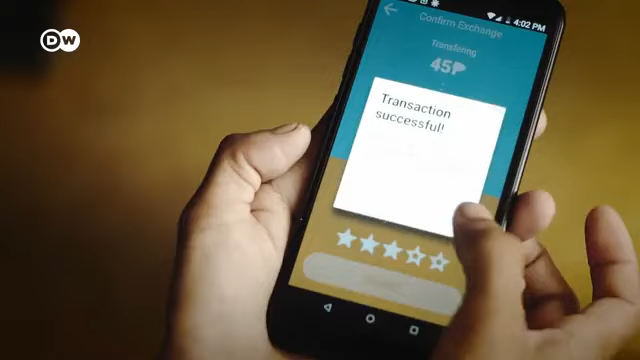 DW
4:02 PM
Confirm Exchange
Transfering
45₱
Transaction
successful!